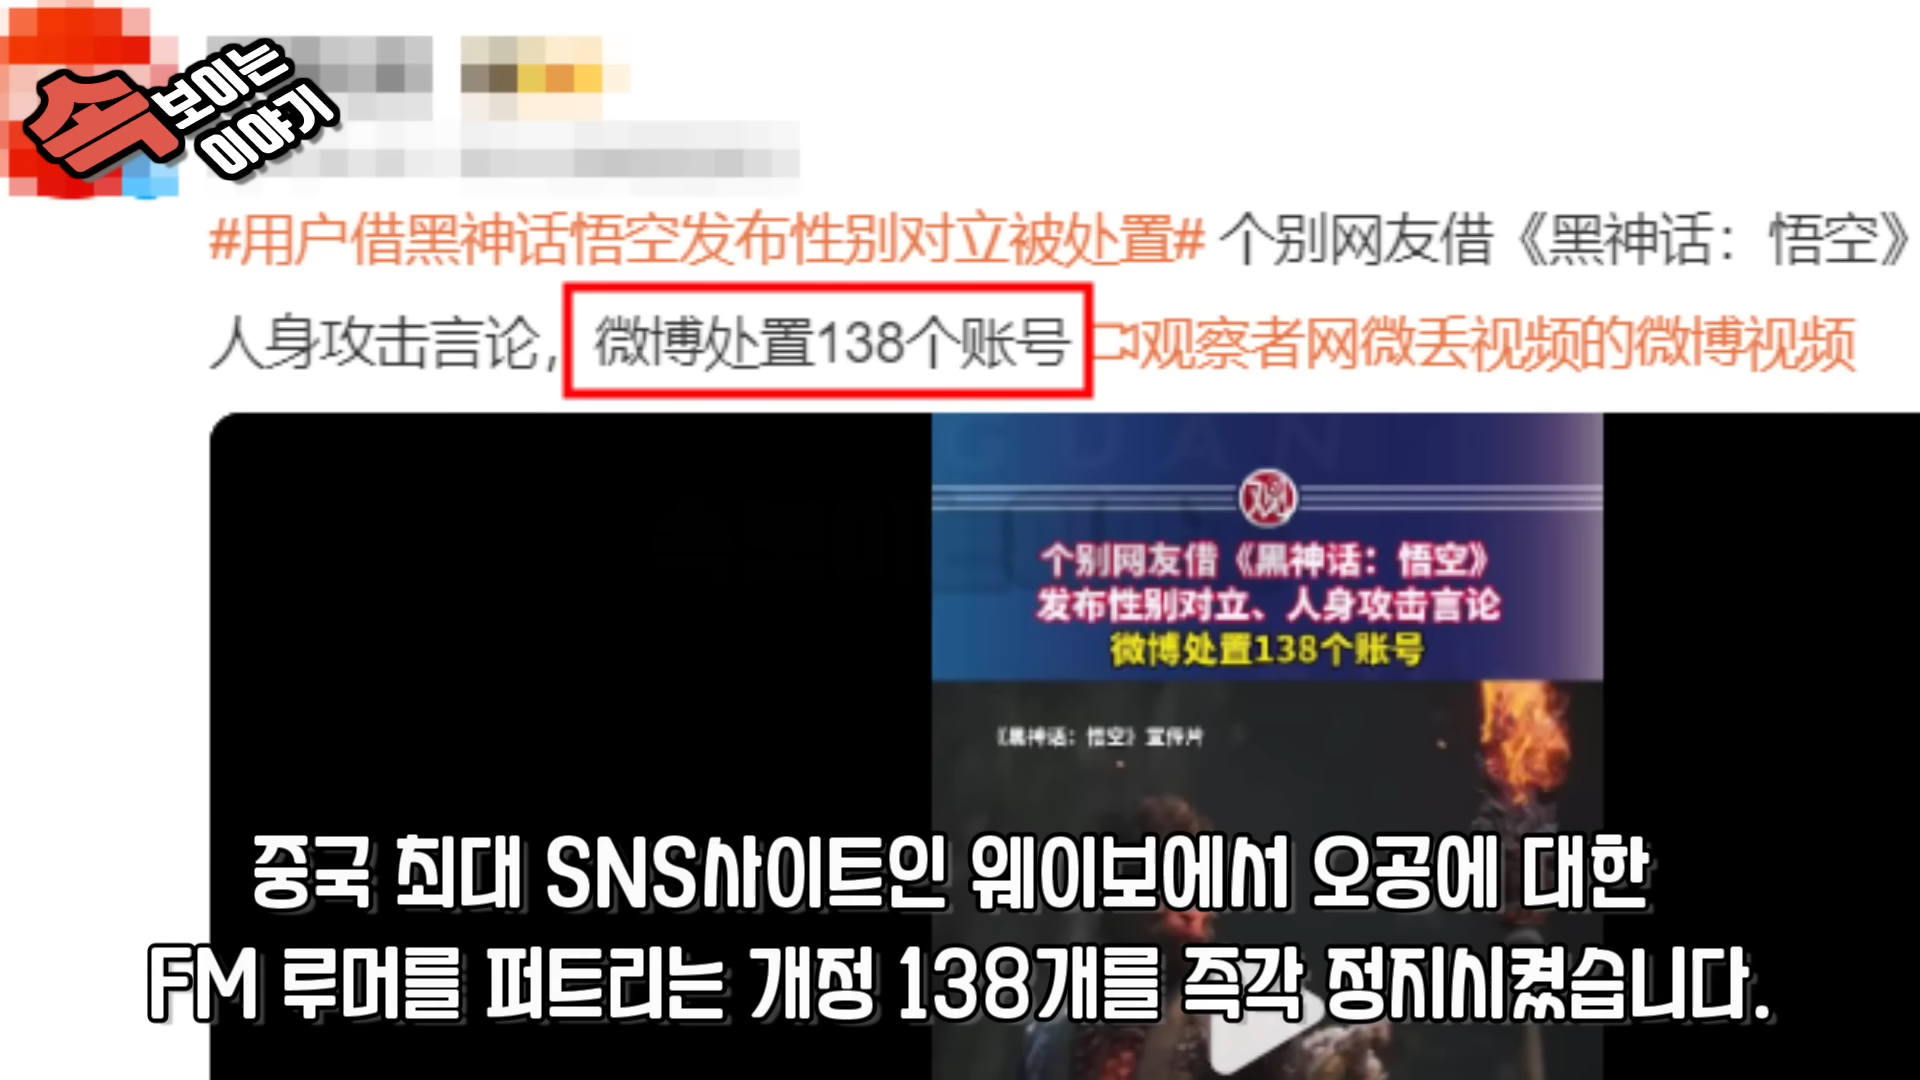 속
보이는
이야기
#用户借黑神话悟空发布性别对立被处置# 个别网友借《黑神话：悟空》
人身攻击言论，微博处置138个账号 观察者网微丢视频的微博视频
GUAN
观
个别网友借《黑神话：悟空》
发布性别对立、人身攻击言论
微博处置138个账号
《黑神话：悟空》宣传片
중국 최대 SNS사이트인 웨이보에서 오공에 대한
FM 루머를 퍼트리는 개정 138개를 즉각 정지시켰습니다.